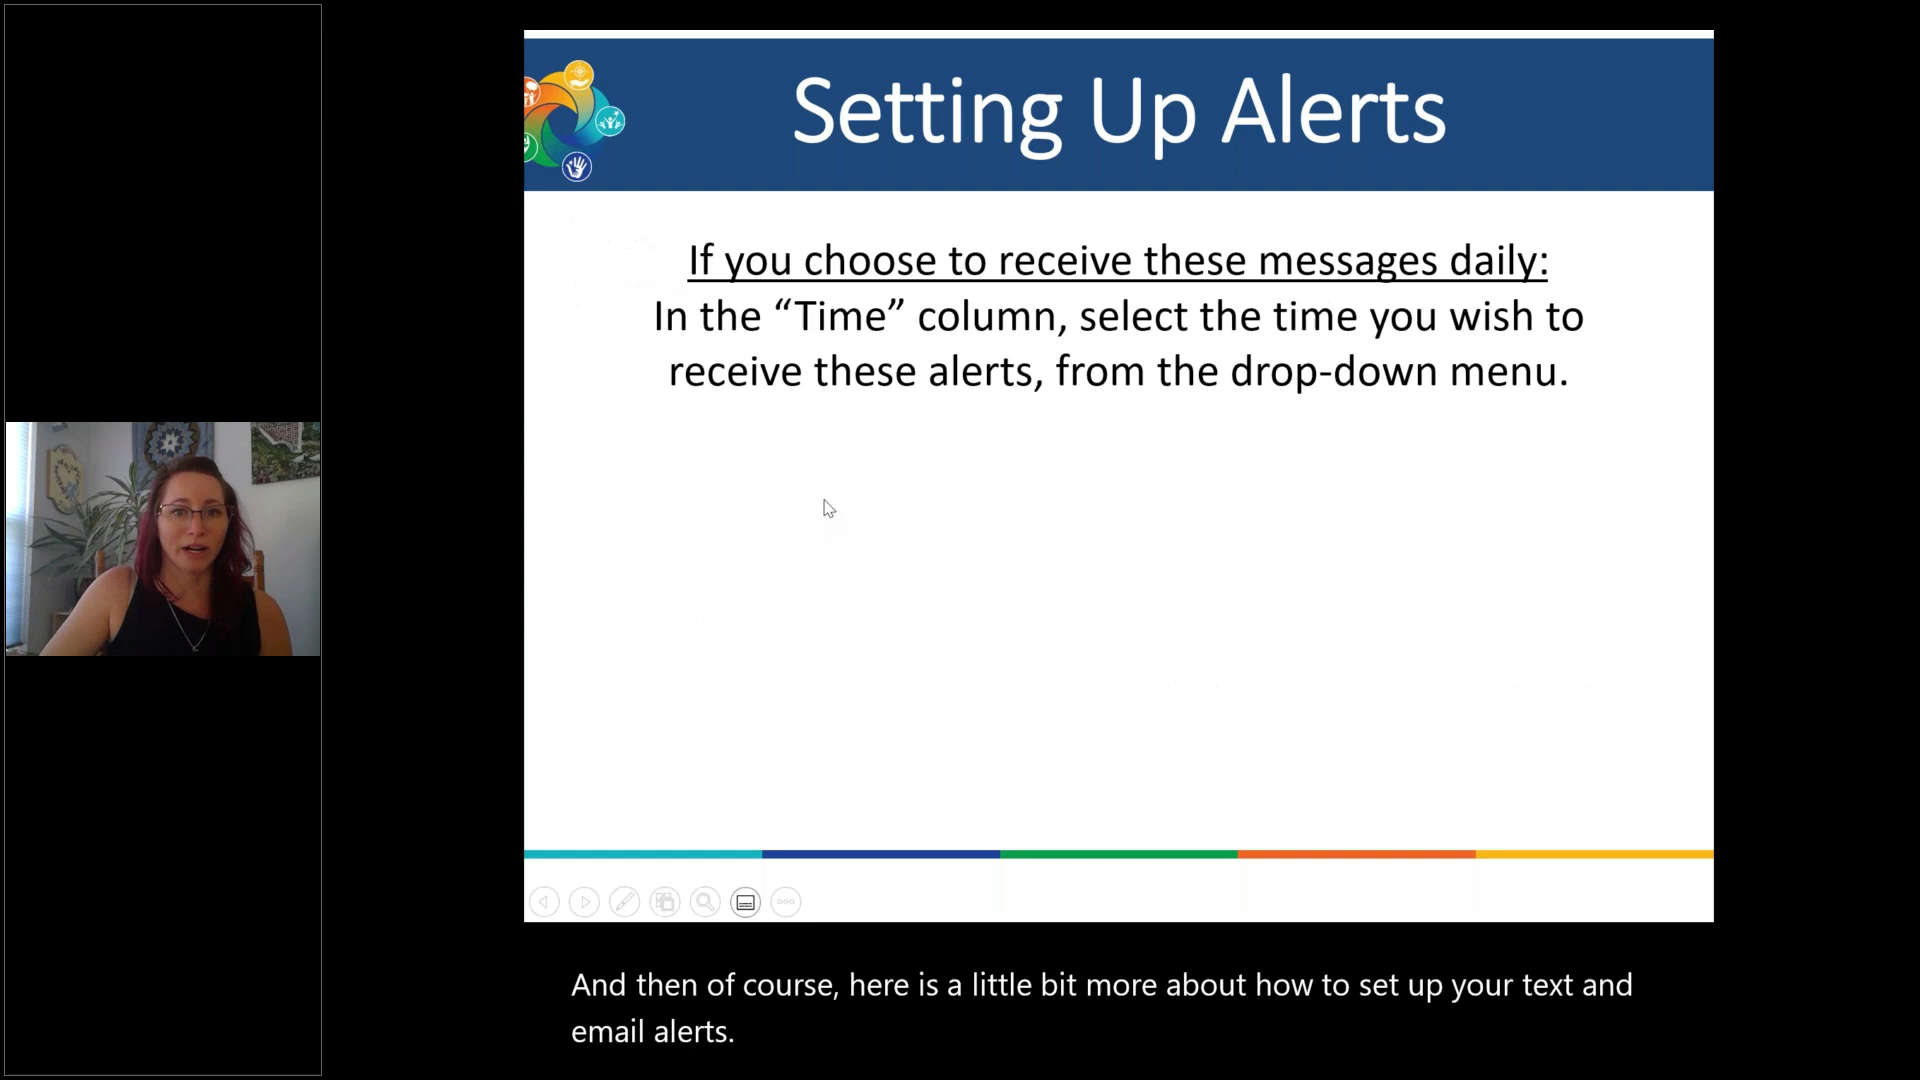 Setting Up Alerts
If you choose to receive these messages daily:
In the “Time” column, select the time you wish to
receive these alerts, from the drop-down menu.
And then of course, here is a little bit more about how to set up your text and
email alerts.